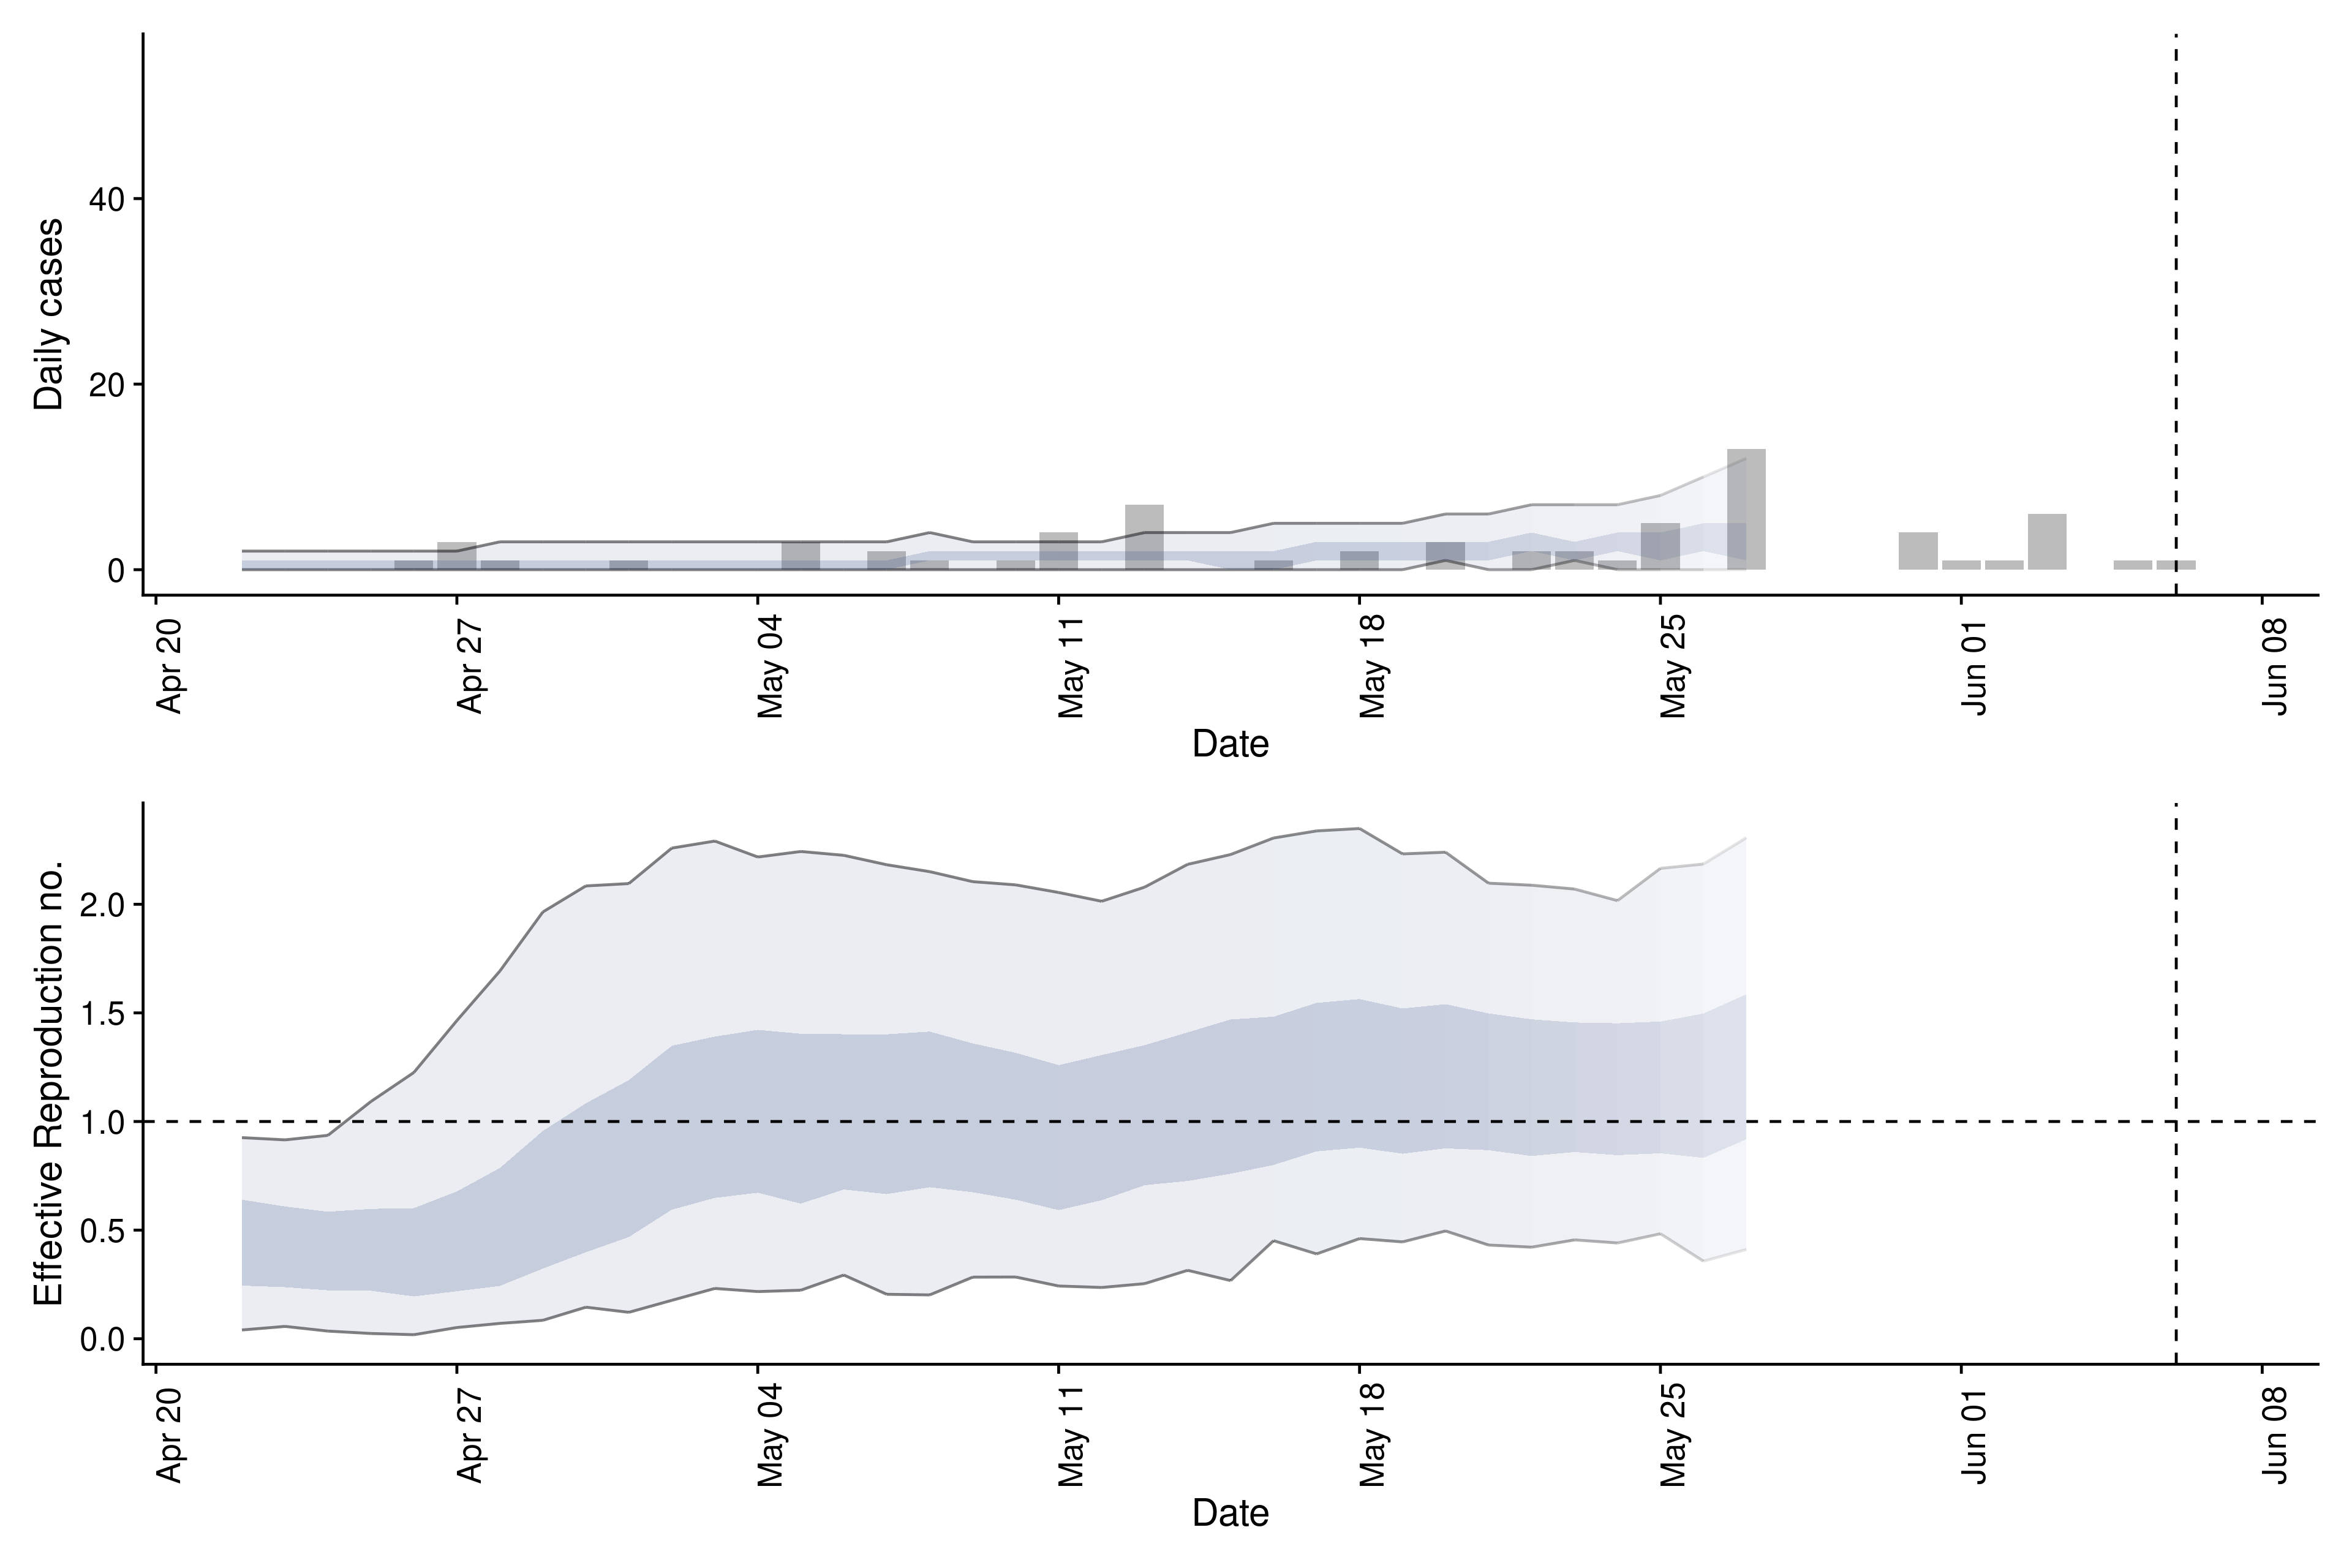 Daily cases
40
20
0
Apr 20
Apr 27
May 04
May 11
May 18
May 25
Jun 01
Jun 08
Date
Effective Reproduction no.
2.0
1.5
1.0
0.5
0.0
Apr 20
Apr 27
May 04
May 11
May 18
May 25
Jun 01
Jun 08
Date